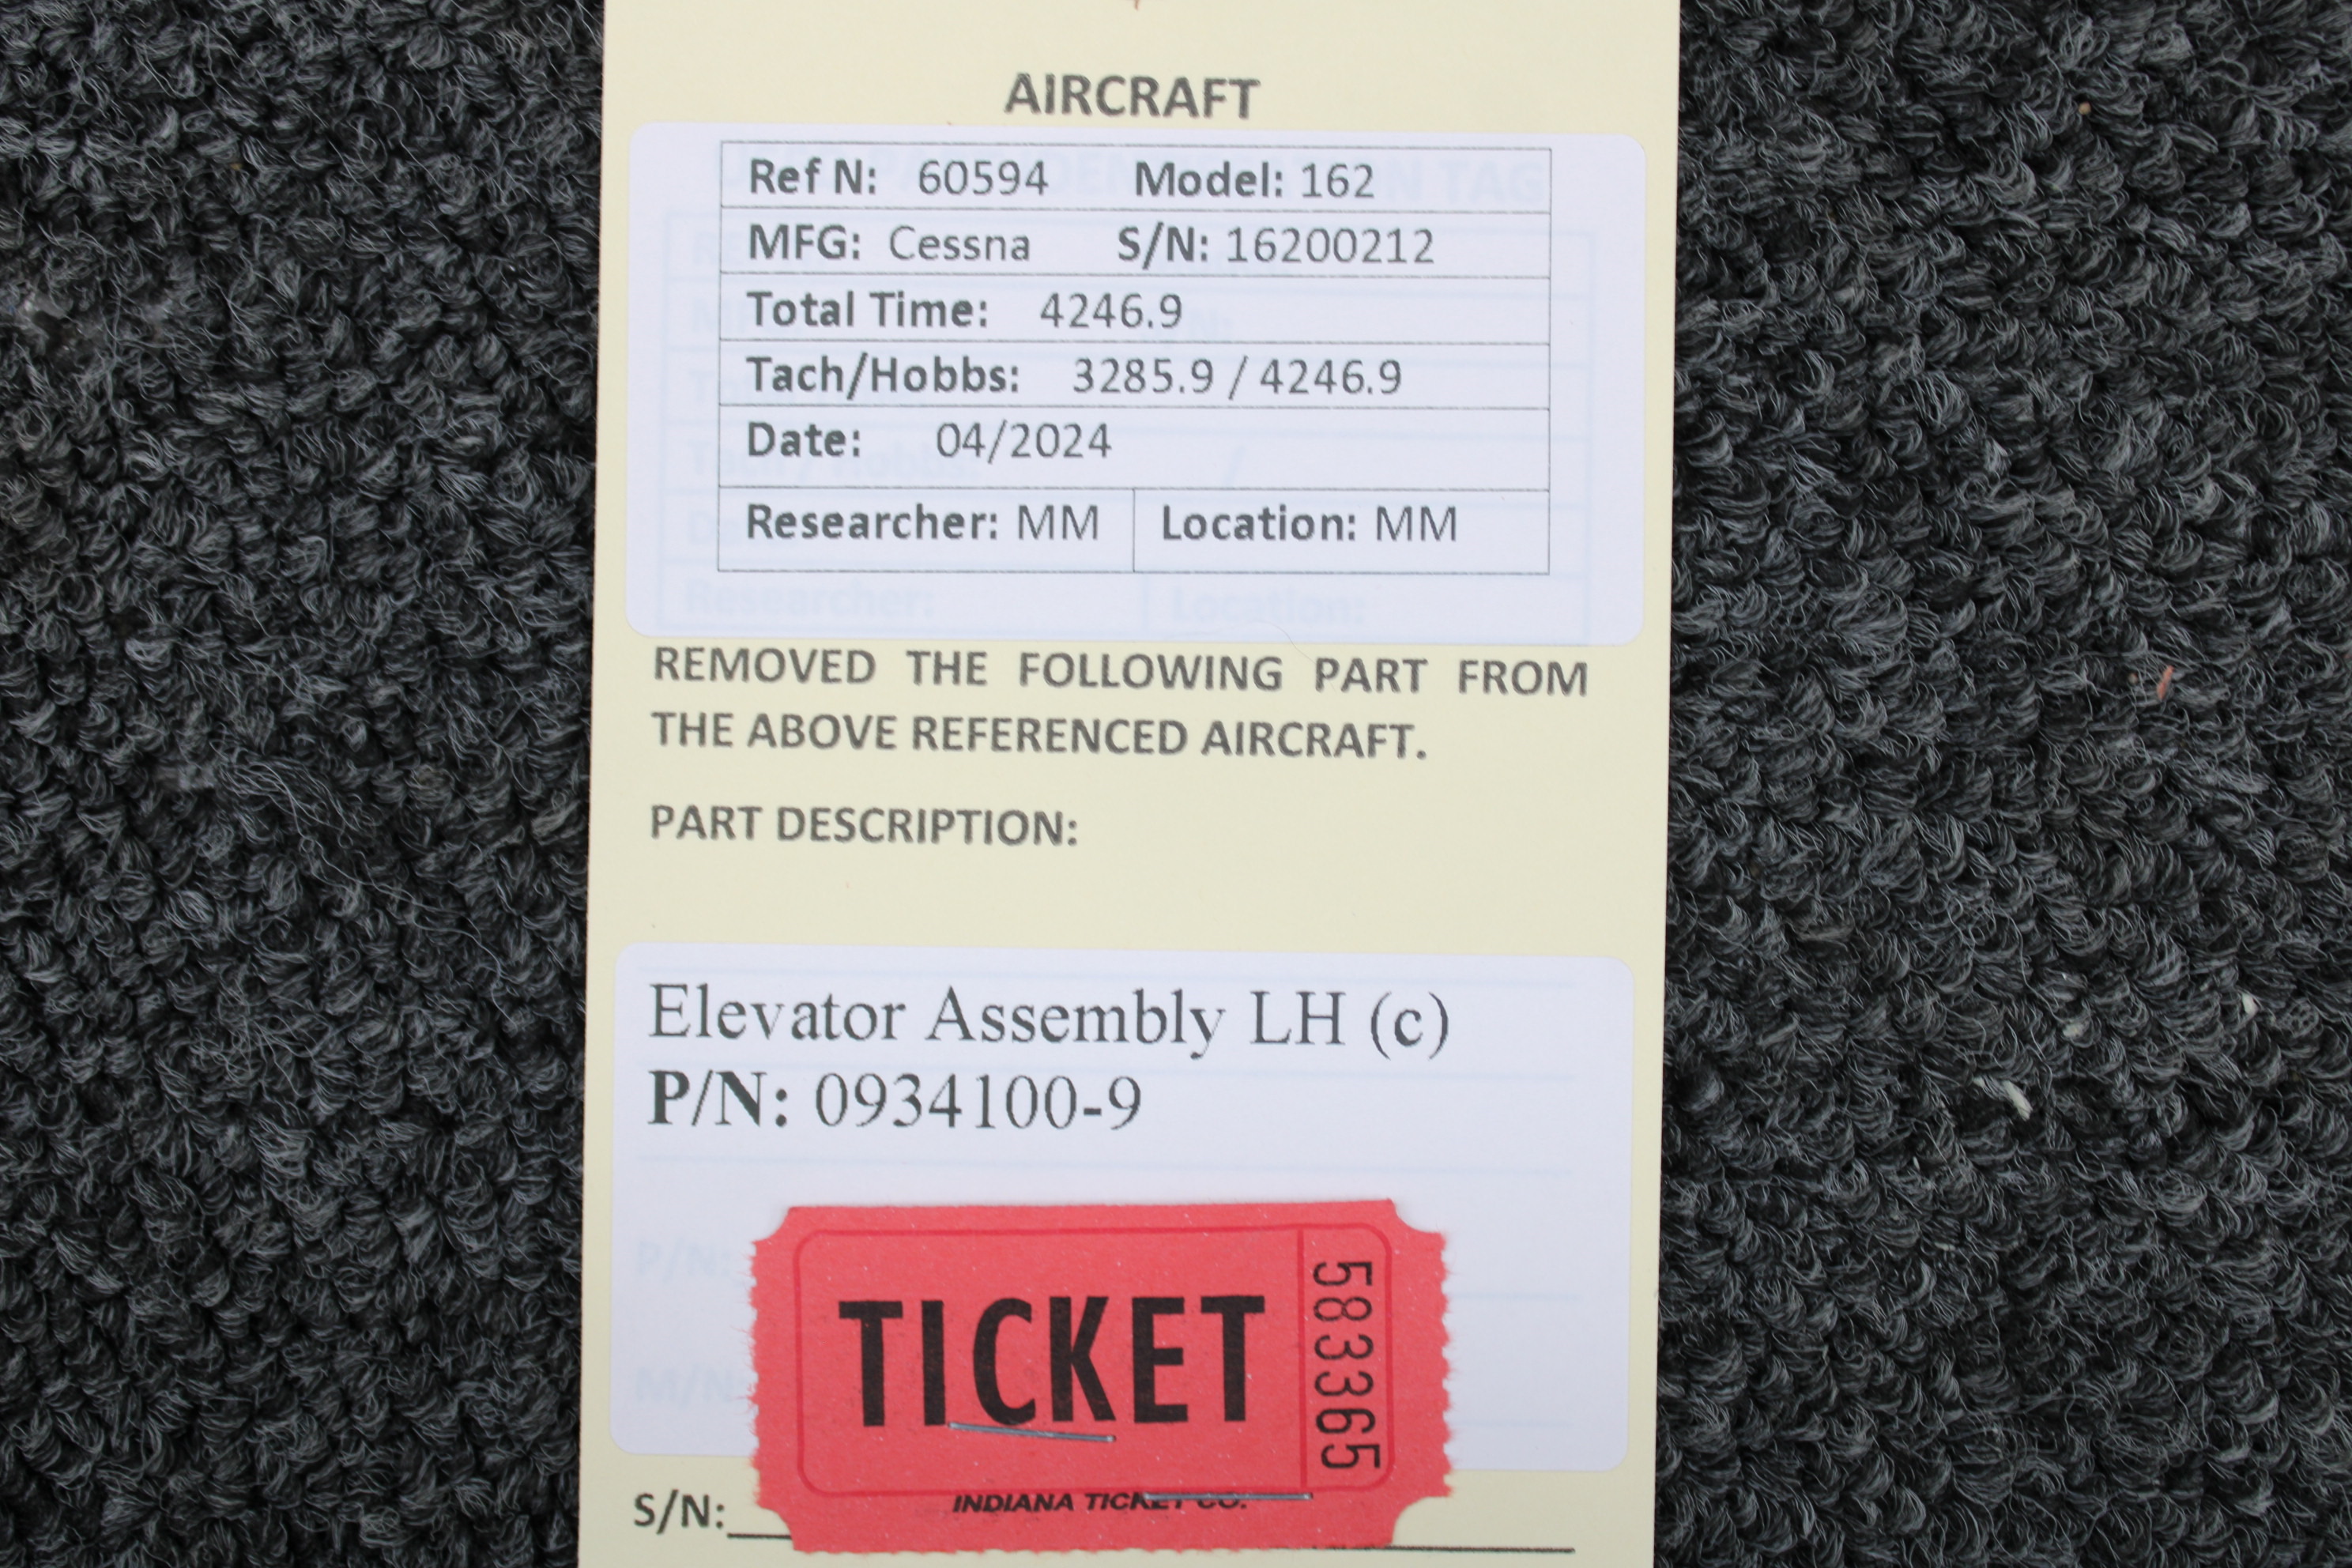 AIRCRAFT
Ref N: 60594 Model: 162
MFG: Cessna S/N: 16200212
Total Time: 4246.9
Tach/Hobbs: 3285.9 / 4246.9
Date: 04/2024
Researcher: MM Location: MM
Researcher: Location:
REMOVED THE FOLLOWING PART FROM
THE ABOVE REFERENCED AIRCRAFT.
PART DESCRIPTION:
Elevator Assembly LH (c)
P/N: 0934100-9
P/N:
M/N:
TICKET
583365
INDIANA TICKET CO.
S/N: